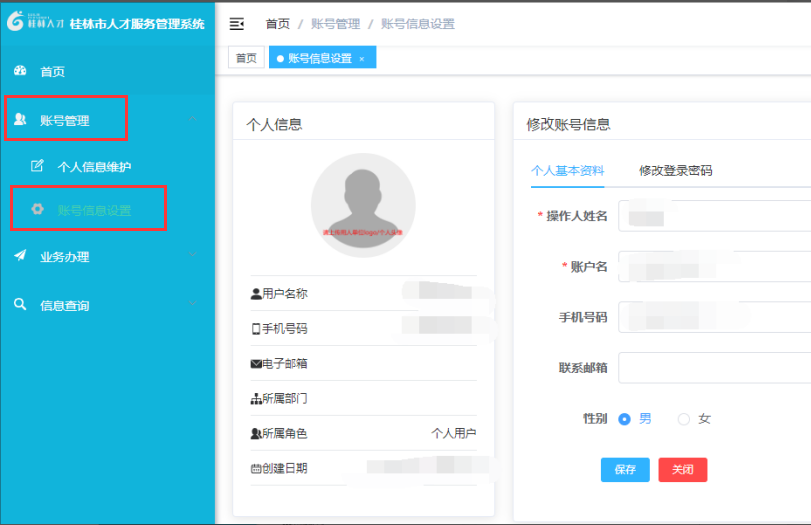 桂林人才 桂林市人才服务管理系统
首页 / 账号管理 / 账号信息设置
首页
账号信息设置 ×
首页
账号管理
个人信息维护
账号信息设置
业务办理
信息查询
个人信息
用户名称
手机号码
电子邮箱
所属部门
所属角色 个人用户
创建日期
修改账号信息
个人基本资料 修改登录密码
* 操作人姓名
* 账户名
手机号码
联系邮箱
性别 男 女
保存 关闭